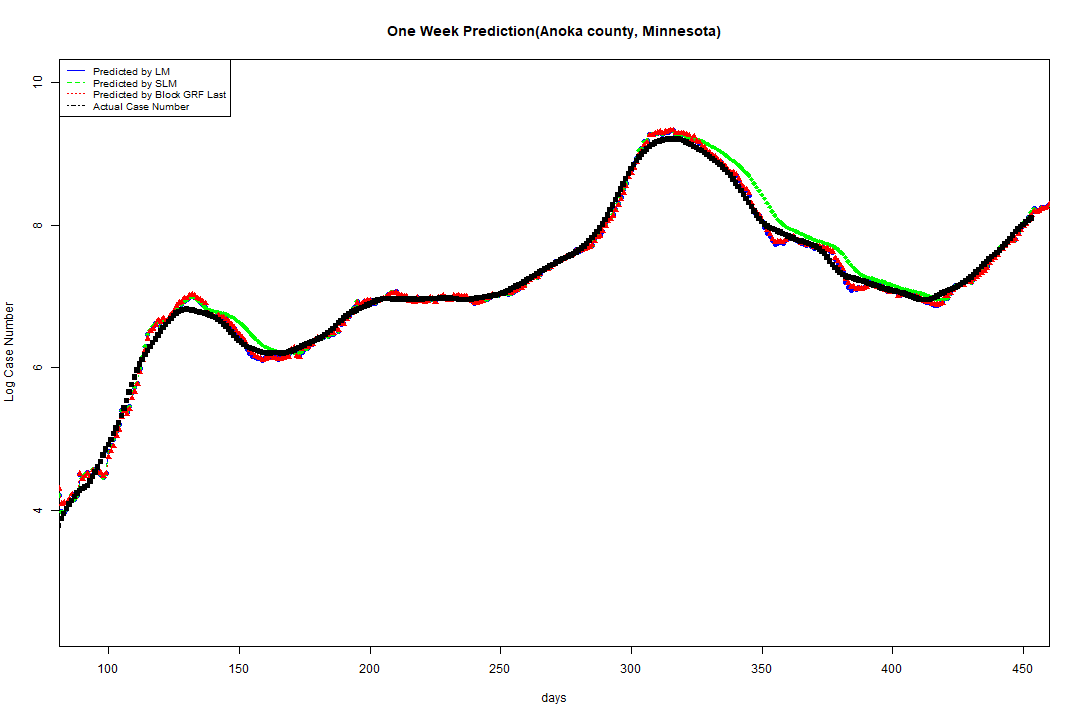 One Week Prediction(Anoka county, Minnesota)
Predicted by LM
Predicted by SLM
Predicted by Block GRF Last
Actual Case Number
10
8
6
4
Log Case Number
100 150 200 250 300 350 400 450
days